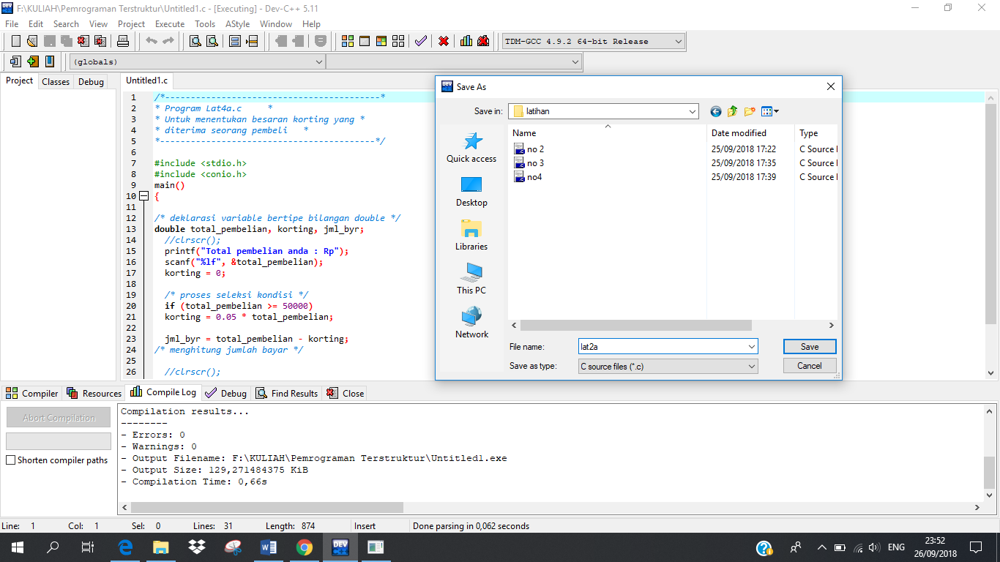 F:\KULIAH\Pemrograman Terstruktur\Untitled1.c - [Executing] - Dev-C++ 5.11
File Edit Search View Project Execute Tools AStyle Window Help
TDM-GCC 4.9.2 64-bit Release
(globals)
Project Classes Debug
Untitled1.c
1 /*------------------------------------------*
2 * Program Lat4a.c *
3 * Untuk menentukan besaran korting yang *
4 * diterima seorang pembeli *
5 *------------------------------------------*/
6
7 #include <stdio.h>
8 #include <conio.h>
9 main()
10 {
11
12 /* deklarasi variable bertipe bilangan double */
13 double total_pembelian, korting, jml_byr;
14 //clrscr();
15 printf("Total pembelian anda : Rp");
16 scanf("%lf", &total_pembelian);
17 korting = 0;
18
19 /* proses seleksi kondisi */
20 if (total_pembelian >= 50000)
21 korting = 0.05 * total_pembelian;
22
23 jml_byr = total_pembelian - korting;
24 /* menghitung jumlah bayar */
25
26 //clrscr();
Save As
Save in: latihan
Quick access
Desktop
Libraries
This PC
Network
Name Date modified Type
no 2 25/09/2018 17:22 C Source
no 3 25/09/2018 17:35 C Source
no4 25/09/2018 17:39 C Source
File name: lat2a Save
Save as type: C source files (*.c) Cancel
Compiler Resources Compile Log Debug Find Results Close
Abort Compilation
Shorten compiler paths
Compilation results...
--------
- Errors: 0
- Warnings: 0
- Output Filename: F:\KULIAH\Pemrograman Terstruktur\Untitled1.exe
- Output Size: 129,271484375 KiB
- Compilation Time: 0,66s
Line: 1 Col: 1 Sel: 0 Lines: 31 Length: 874 Insert Done parsing in 0,062 seconds
ENG
23:52
26/09/2018